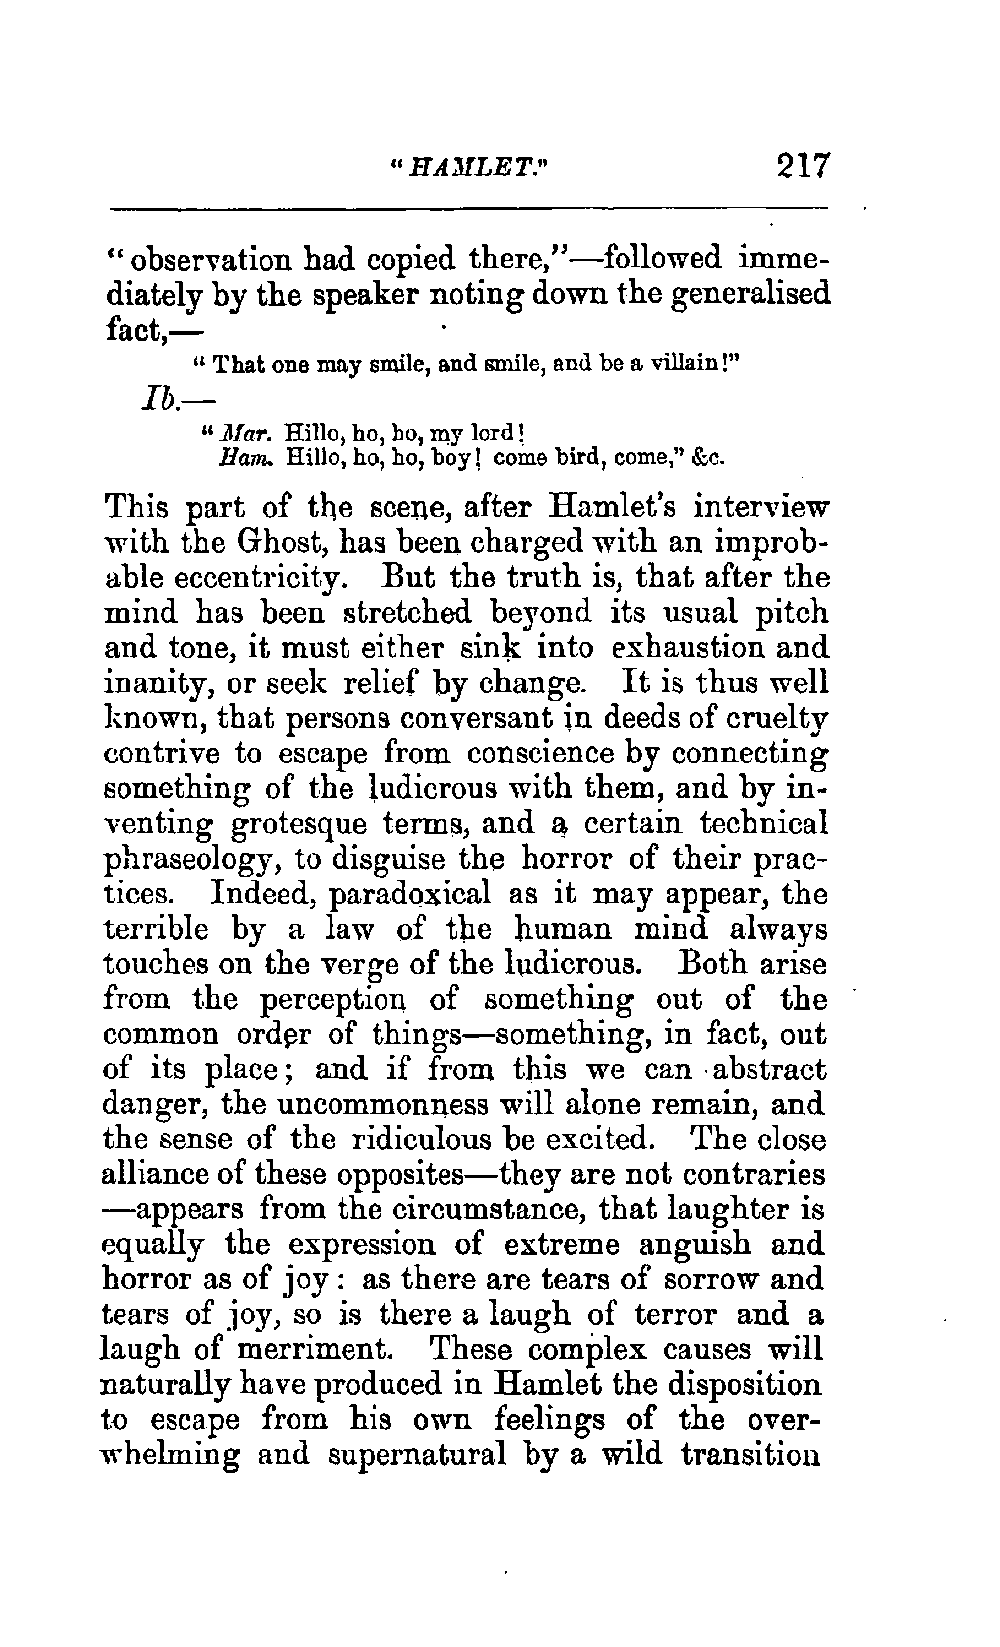 "HAMLET." 217
"observation had copied there,"—followed imme-
diately by the speaker noting down the generalised
fact,—
"That one may smile, and smile, and be a villain!"
Ib.—
"Mar. Hillo, ho, ho, my lord!
Ham. Hillo, ho, ho, boy! come bird, come," &c.
This part of the scene, after Hamlet's interview
with the Ghost, has been charged with an improb-
able eccentricity. But the truth is, that after the
mind has been stretched beyond its usual pitch
and tone, it must either sink into exhaustion and
inanity, or seek relief by change. It is thus well
known, that persons conversant in deeds of cruelty
contrive to escape from conscience by connecting
something of the ludicrous with them, and by in-
venting grotesque terms, and a certain technical
phraseology, to disguise the horror of their prac-
tices. Indeed, paradoxical as it may appear, the
terrible by a law of the human mind always
touches on the verge of the ludicrous. Both arise
from the perception of something out of the
common order of things—something, in fact, out
of its place; and if from this we can abstract
danger, the uncommonness will alone remain, and
the sense of the ridiculous be excited. The close
alliance of these opposites—they are not contraries
—appears from the circumstance, that laughter is
equally the expression of extreme anguish and
horror as of joy: as there are tears of sorrow and
tears of joy, so is there a laugh of terror and a
laugh of merriment. These complex causes will
naturally have produced in Hamlet the disposition
to escape from his own feelings of the over-
whelming and supernatural by a wild transition